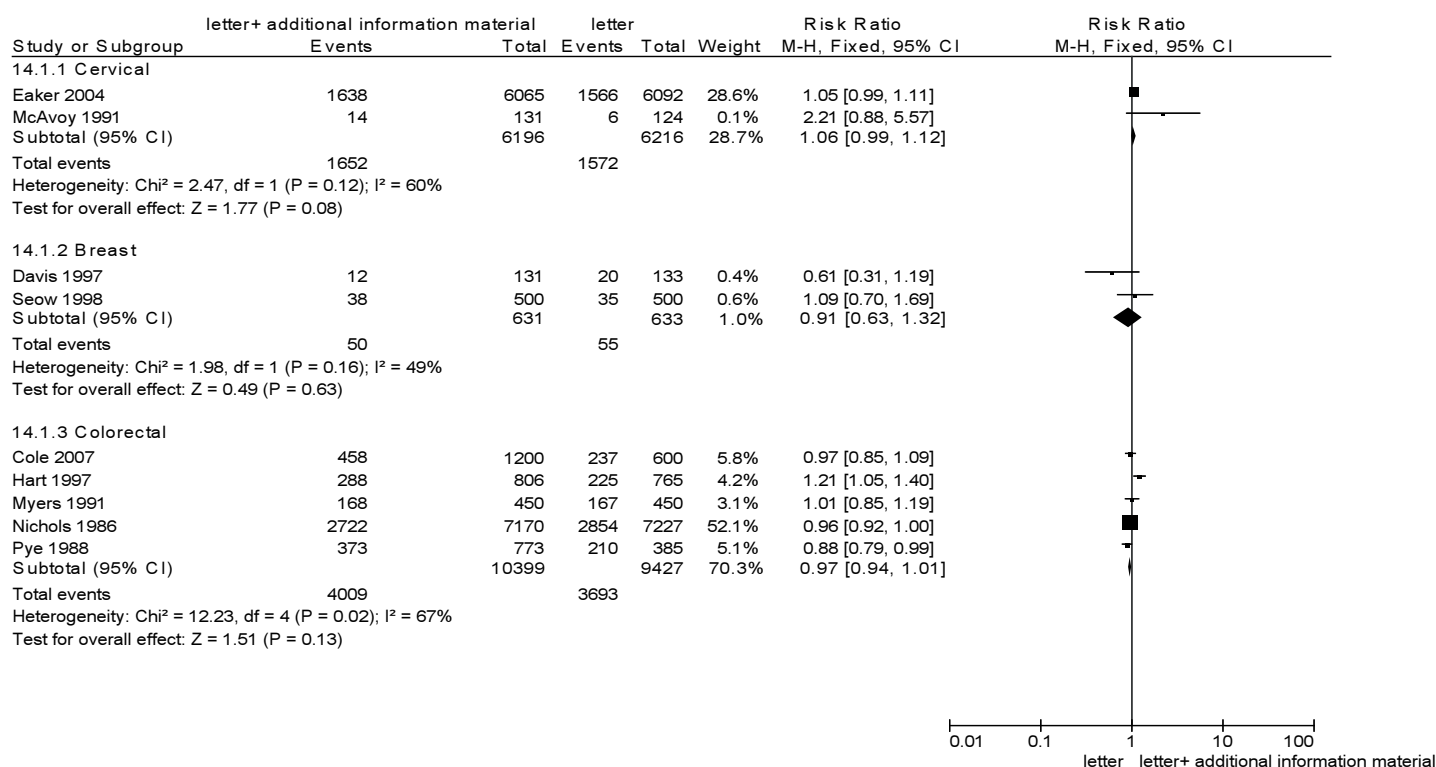 letter+ additional information material letter Risk Ratio Risk Ratio
Study or Subgroup Events Total Events Total Weight M-H, Fixed, 95% CI M-H, Fixed, 95% CI
14.1.1 Cervical
Eaker 2004 1638 6065 1566 6092 28.6% 1.05 [0.99, 1.11]
McAvoy 1991 14 131 6 124 0.1% 2.21 [0.88, 5.57]
Subtotal (95% CI) 6196 6216 28.7% 1.06 [0.99, 1.12]
Total events 1652 1572
Heterogeneity: Chi² = 2.47, df = 1 (P = 0.12); I² = 60%
Test for overall effect: Z = 1.77 (P = 0.08)
14.1.2 Breast
Davis 1997 12 131 20 133 0.4% 0.61 [0.31, 1.19]
Seow 1998 38 500 35 500 0.6% 1.09 [0.70, 1.69]
Subtotal (95% CI) 631 633 1.0% 0.91 [0.63, 1.32]
Total events 50 55
Heterogeneity: Chi² = 1.98, df = 1 (P = 0.16); I² = 49%
Test for overall effect: Z = 0.49 (P = 0.63)
14.1.3 Colorectal
Cole 2007 458 1200 237 600 5.8% 0.97 [0.85, 1.09]
Hart 1997 288 806 225 765 4.2% 1.21 [1.05, 1.40]
Myers 1991 168 450 167 450 3.1% 1.01 [0.85, 1.19]
Nichols 1986 2722 7170 2854 7227 52.1% 0.96 [0.92, 1.00]
Pye 1988 373 773 210 385 5.1% 0.88 [0.79, 0.99]
Subtotal (95% CI) 10399 9427 70.3% 0.97 [0.94, 1.01]
Total events 4009 3693
Heterogeneity: Chi² = 12.23, df = 4 (P = 0.02); I² = 67%
Test for overall effect: Z = 1.51 (P = 0.13)
0.01 0.1 1 10 100
letter letter+ additional information material